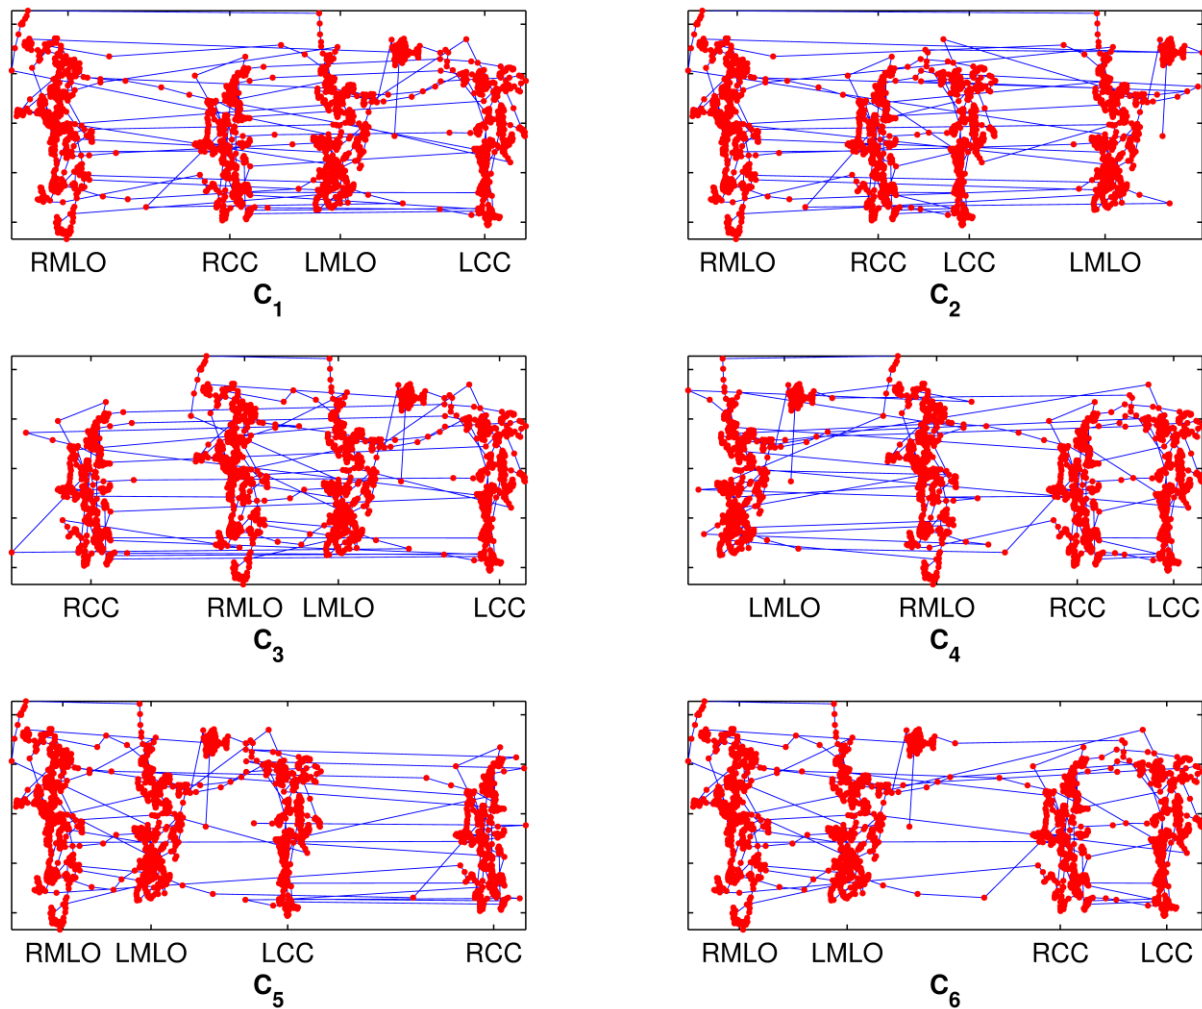 RMLO RCC LMLO LCC
C1
RMLO RCC LCC LMLO
C2
RCC RMLO LMLO LCC
C3
LMLO RMLO RCC LCC
C4
RMLO LMLO LCC RCC
C5
RMLO LMLO RCC LCC
C6